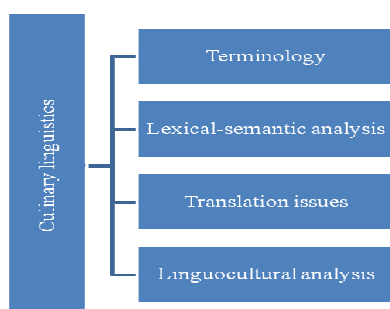 Culinary linguistics
Terminology
Lexical-semantic analysis
Translation issues
Linguocultural analysis